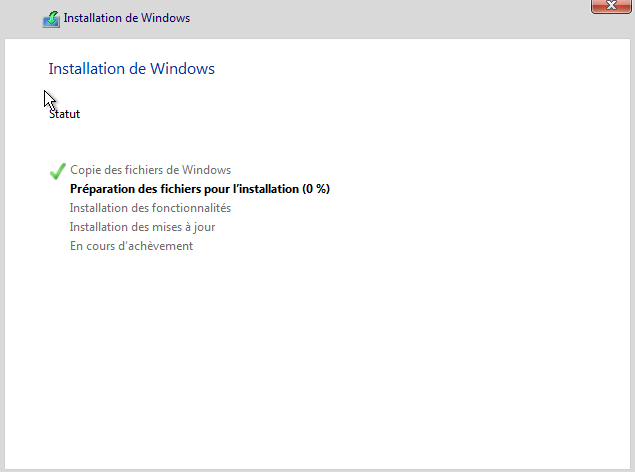 Installation de Windows
Installation de Windows
Statut
Copie des fichiers de Windows
Préparation des fichiers pour l'installation (0 %)
Installation des fonctionnalités
Installation des mises à jour
En cours d'achèvement